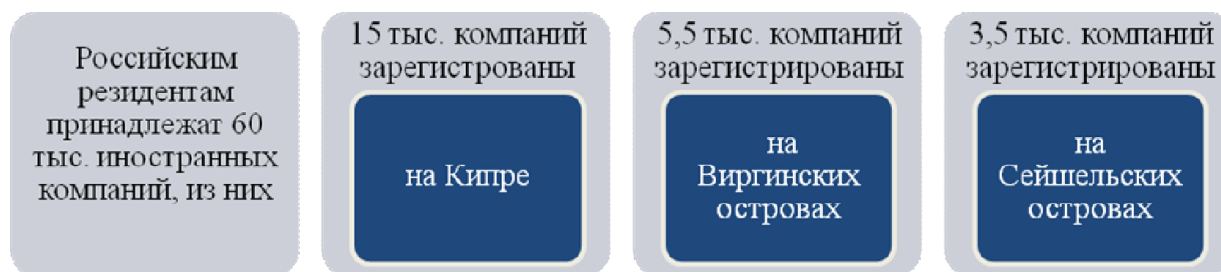 Российским
резидентам
принадлежат 60
тыс. иностранных
компаний, из них
15 тыс. компаний
зарегистрованы
на Кипре
5,5 тыс. компаний
зарегистрированы
на
Виргинских
островах
3,5 тыс. компаний
зарегистрированы
на
Сейшельских
островах